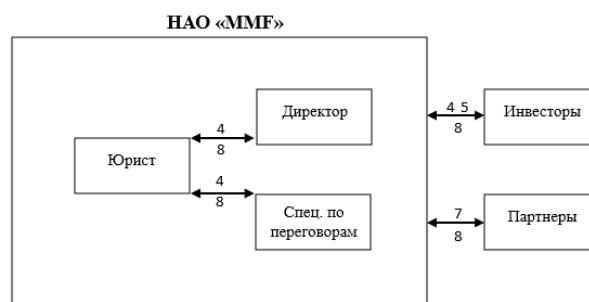 НАО «MMF»
Директор
4 5
8
Инвесторы
4
8
Юрист
4
8
Спец. по
переговорам
7
8
Партнеры